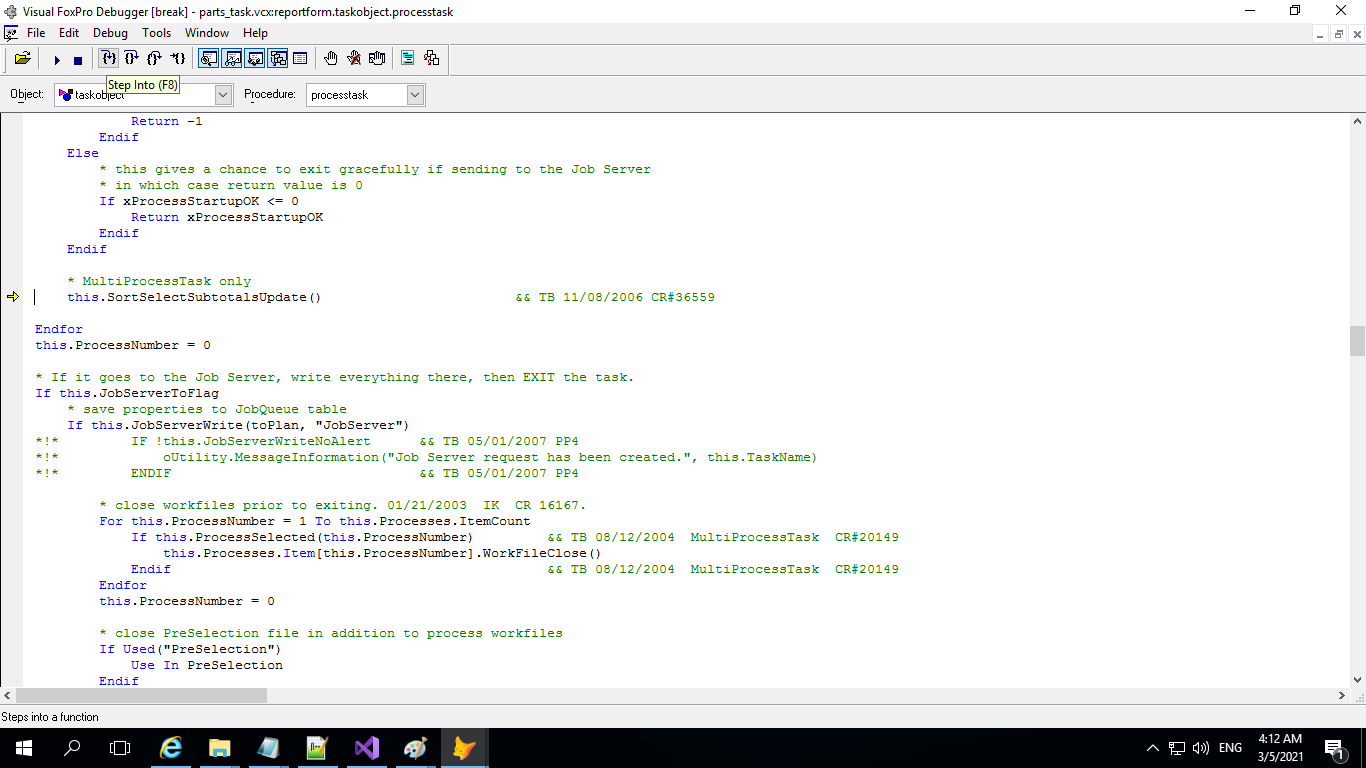 Visual FoxPro Debugger [break] - parts_task.vcx:reportform.taskobject.processtask
File Edit Debug Tools Window Help
Step Into (F8)
Object: taskobject Procedure: processtask
Return -1
Endif
Else
* this gives a chance to exit gracefully if sending to the Job Server
* in which case return value is 0
If xProcessStartupOK <= 0
Return xProcessStartupOK
Endif
Endif
* MultiProcessTask only
this.SortSelectSubtotalsUpdate() && TB 11/08/2006 CR#36559
Endfor
this.ProcessNumber = 0
* If it goes to the Job Server, write everything there, then EXIT the task.
If this.JobServerToFlag
* save properties to JobQueue table
If this.JobServerWrite(toPlan, "JobServer")
*!* IF !this.JobServerWriteNoAlert && TB 05/01/2007 PP4
*!* oUtility.MessageInformation("Job Server request has been created.", this.TaskName)
*!* ENDIF && TB 05/01/2007 PP4
* close workfiles prior to exiting. 01/21/2003 IK CR 16167.
For this.ProcessNumber = 1 To this.Processes.ItemCount
If this.ProcessSelected(this.ProcessNumber) && TB 08/12/2004 MultiProcessTask CR#20149
this.Processes.Item[this.ProcessNumber].WorkFileClose()
Endif && TB 08/12/2004 MultiProcessTask CR#20149
Endfor
this.ProcessNumber = 0
* close PreSelection file in addition to process workfiles
If Used("PreSelection")
Use In PreSelection
Endif
Steps into a function
ENG
4:12 AM
3/5/2021
1